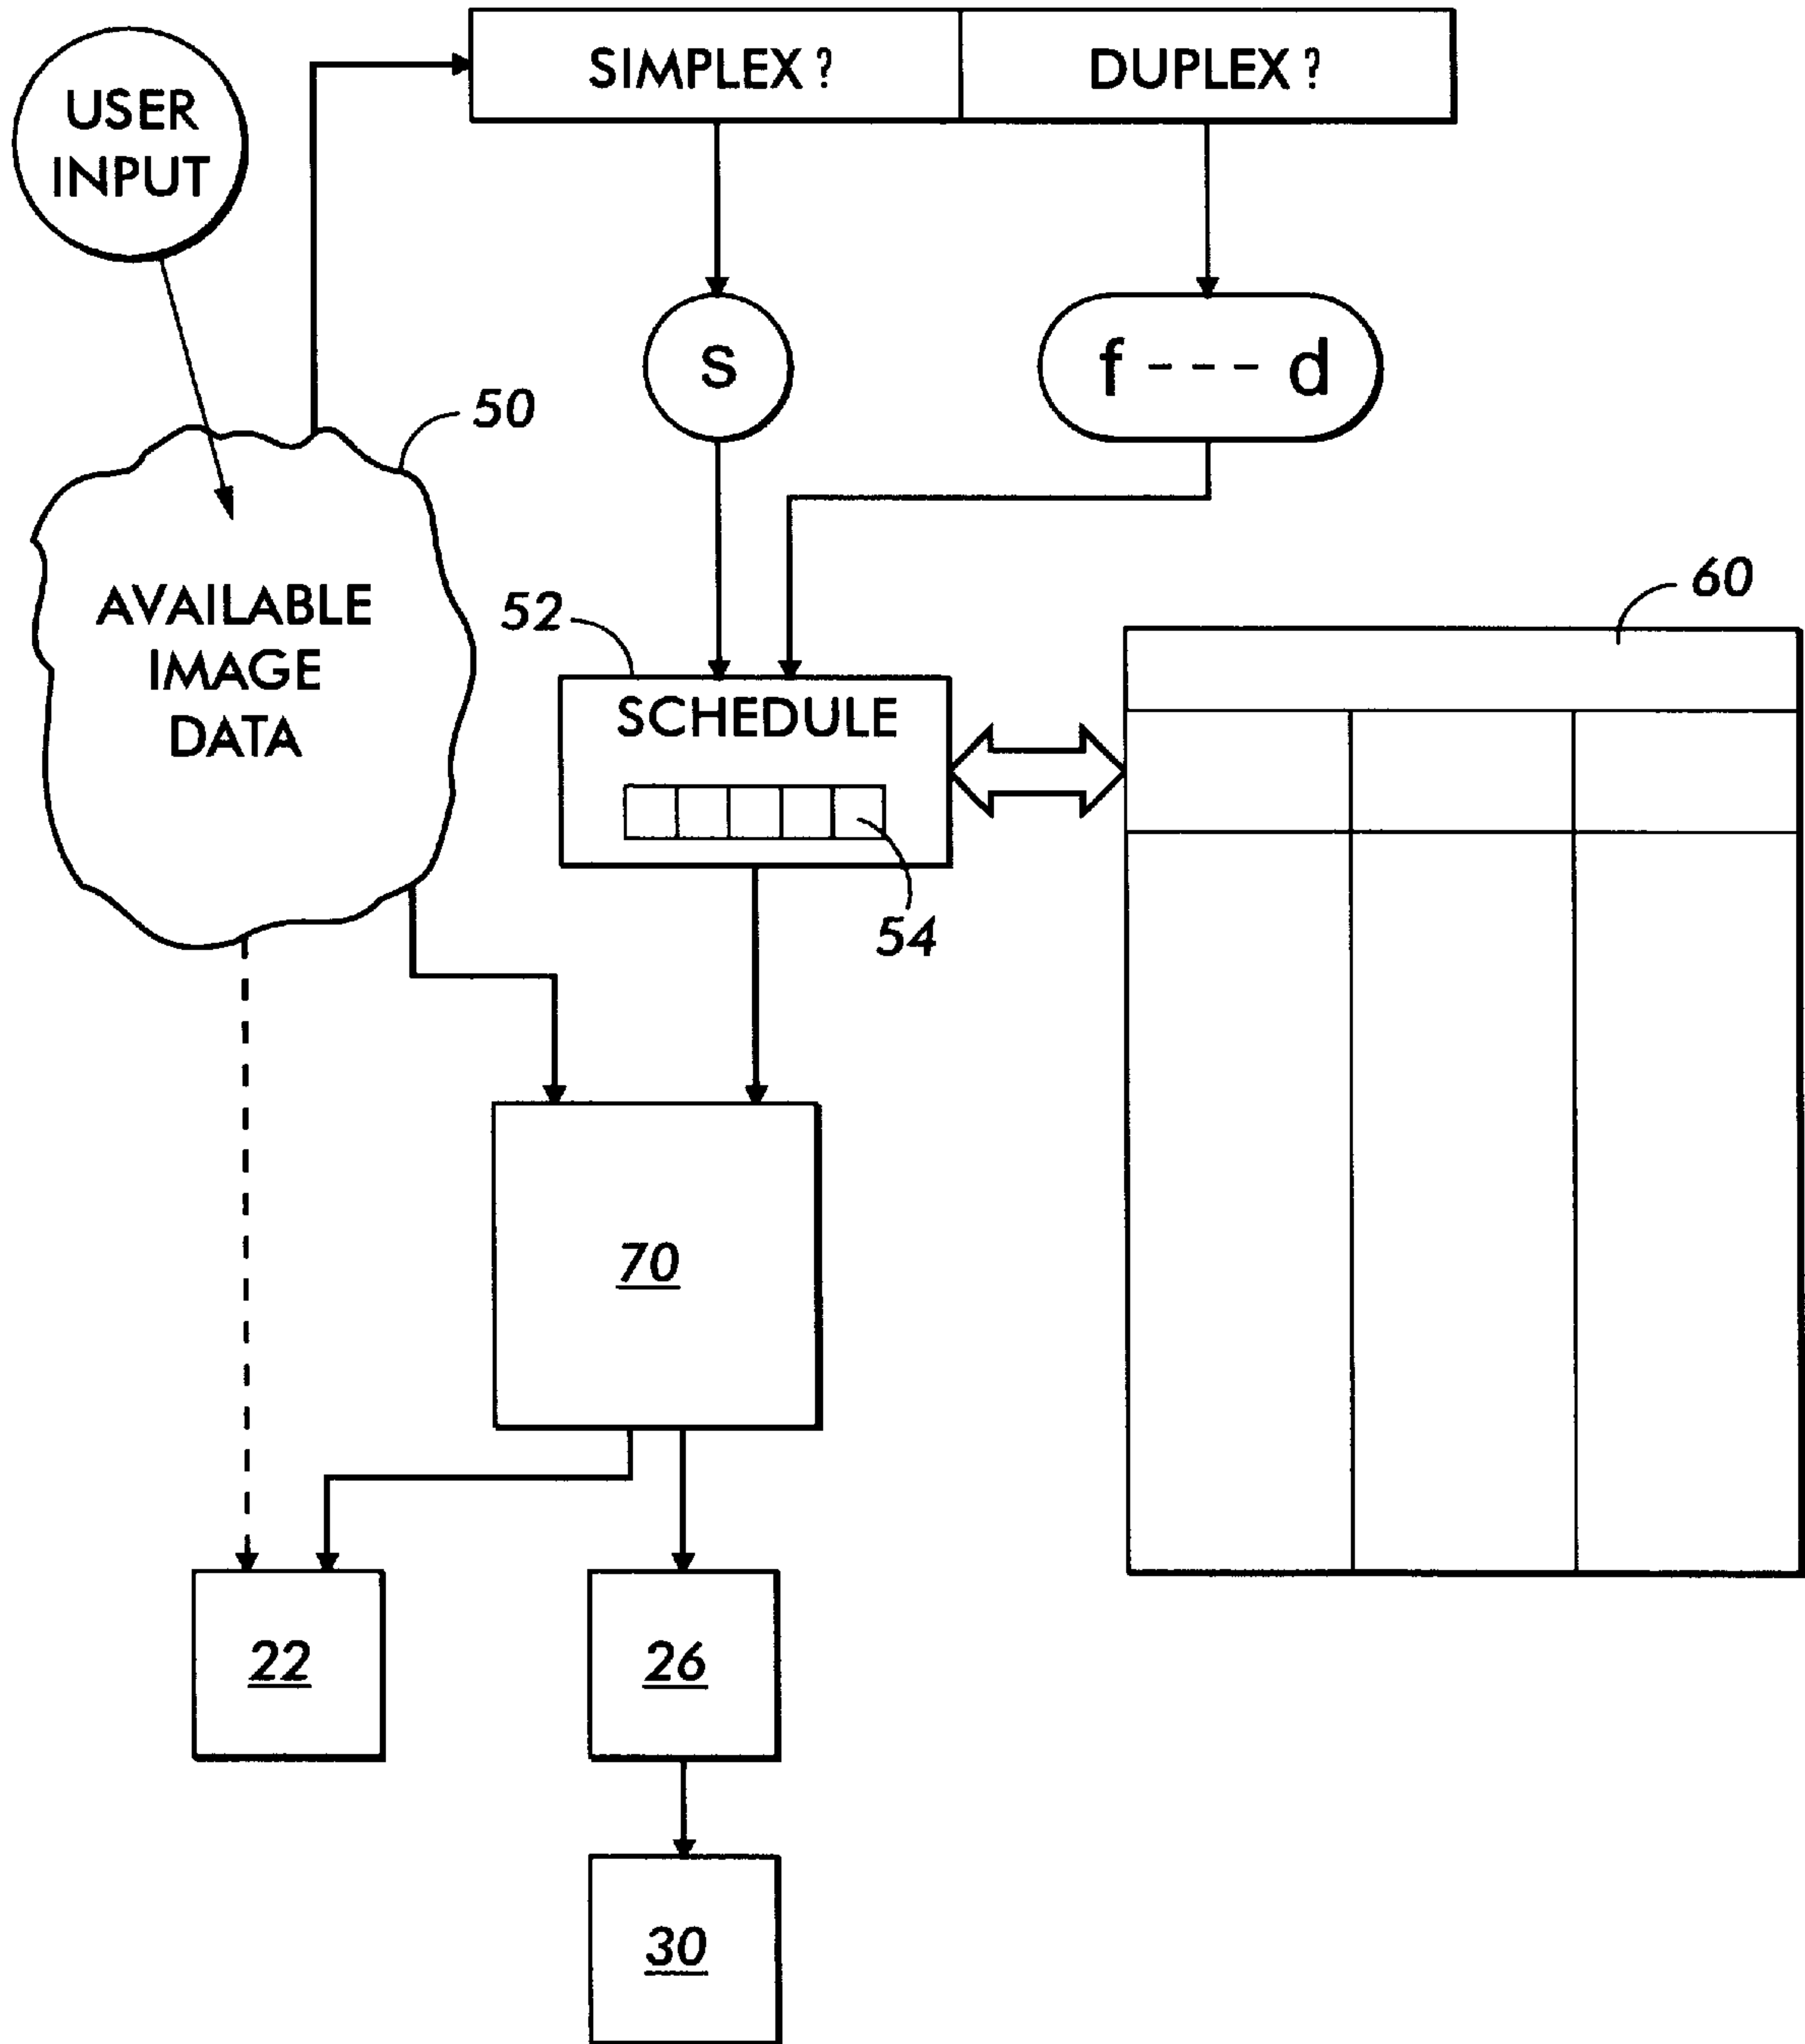 SIMPLEX ?
DUPLEX ?
USER
INPUT
s
f --- d
50
AVAILABLE
IMAGE
DATA
52
60
SCHEDULE
54
70
22
26
30